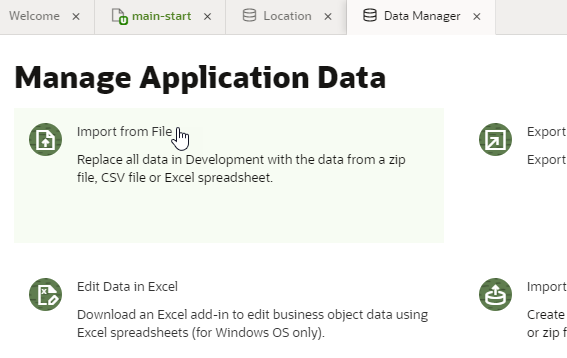 Welcome × main-start × Location × Data Manager ×
Manage Application Data
Import from File
Replace all data in Development with the data from a zip
file, CSV file or Excel spreadsheet.
Export
Export
Edit Data in Excel
Download an Excel add-in to edit business object data using
Excel spreadsheets (for Windows OS only).
Import
Create
or zip f